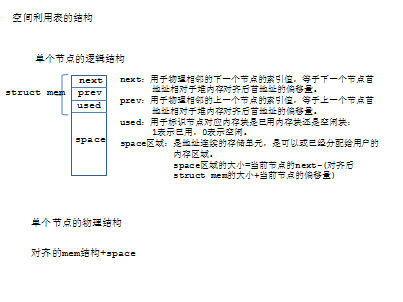 空间利用表的结构
单个节点的逻辑结构
struct mem
next
prev
used
space
next：用于物理相邻的下一个节点的索引值，等于下一个节点首
地址相对于堆内存对齐后首地址的偏移量。
prev：用于物理相邻的上一个节点的索引值，等于上一个节点首
地址相对于堆内存对齐后首地址的偏移量。
used：用于标识节点对应内存块是已用内存块还是空闲块：
1表示已用，0表示空闲。
space区域：是地址连续的存储单元，是可以或已经分配给用户的
内存区域。
space区域的大小=当前节点的next-(对齐后
struct mem的大小+当前节点的偏移量)
单个节点的物理结构
对齐的mem结构+space